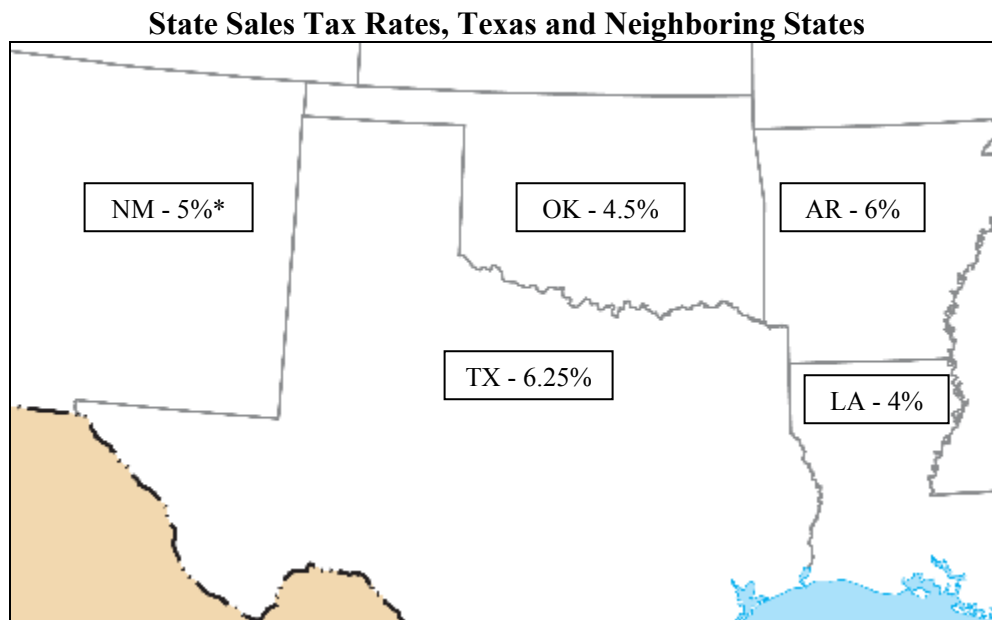 State Sales Tax Rates, Texas and Neighboring States
NM - 5%*
OK - 4.5%
AR - 6%
TX - 6.25%
LA - 4%